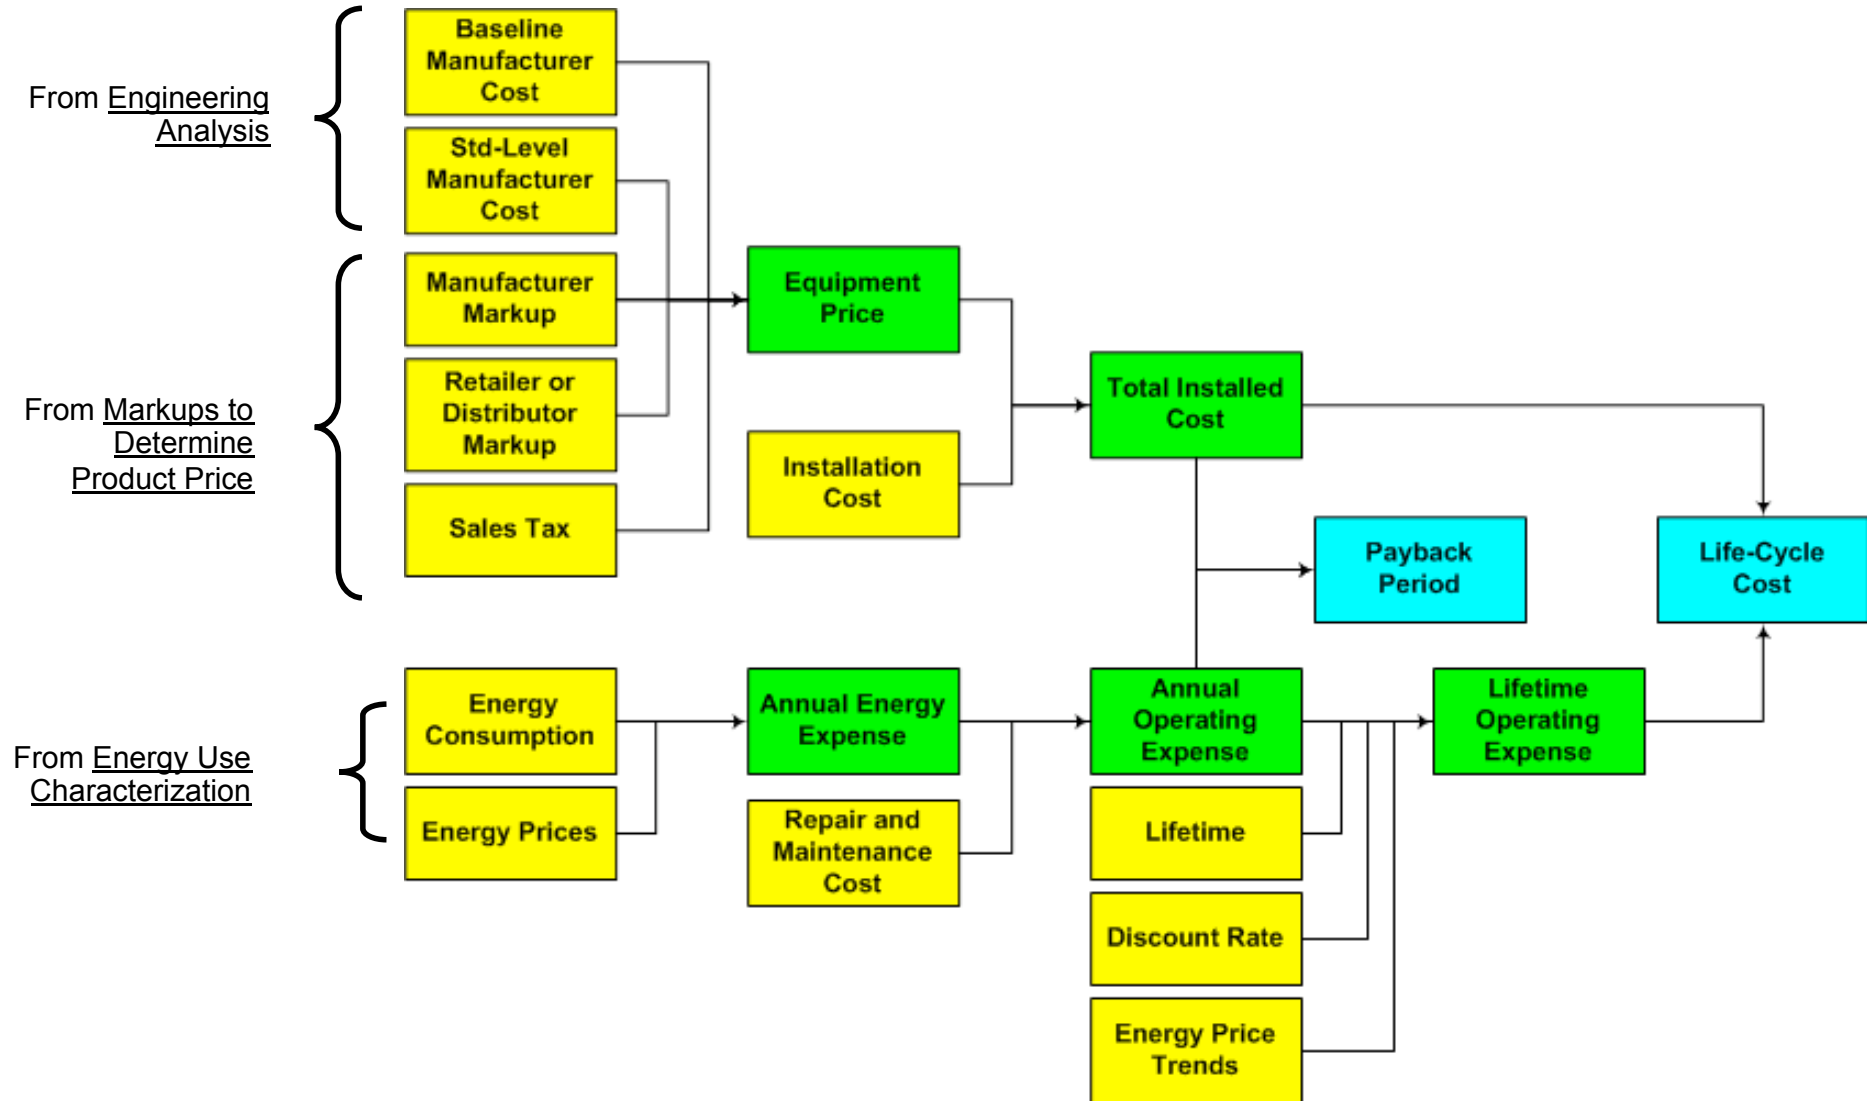 From Engineering
Analysis
From Markups to
Determine
Product Price
From Energy Use
Characterization
Baseline
Manufacturer
Cost
Std-Level
Manufacturer
Cost
Manufacturer
Markup
Retailer or
Distributor
Markup
Sales Tax
Energy
Consumption
Energy Prices
Equipment
Price
Installation
Cost
Annual Energy
Expense
Repair and
Maintenance
Cost
Total Installed
Cost
Annual
Operating
Expense
Lifetime
Discount Rate
Energy Price
Trends
Payback
Period
Lifetime
Operating
Expense
Life-Cycle
Cost